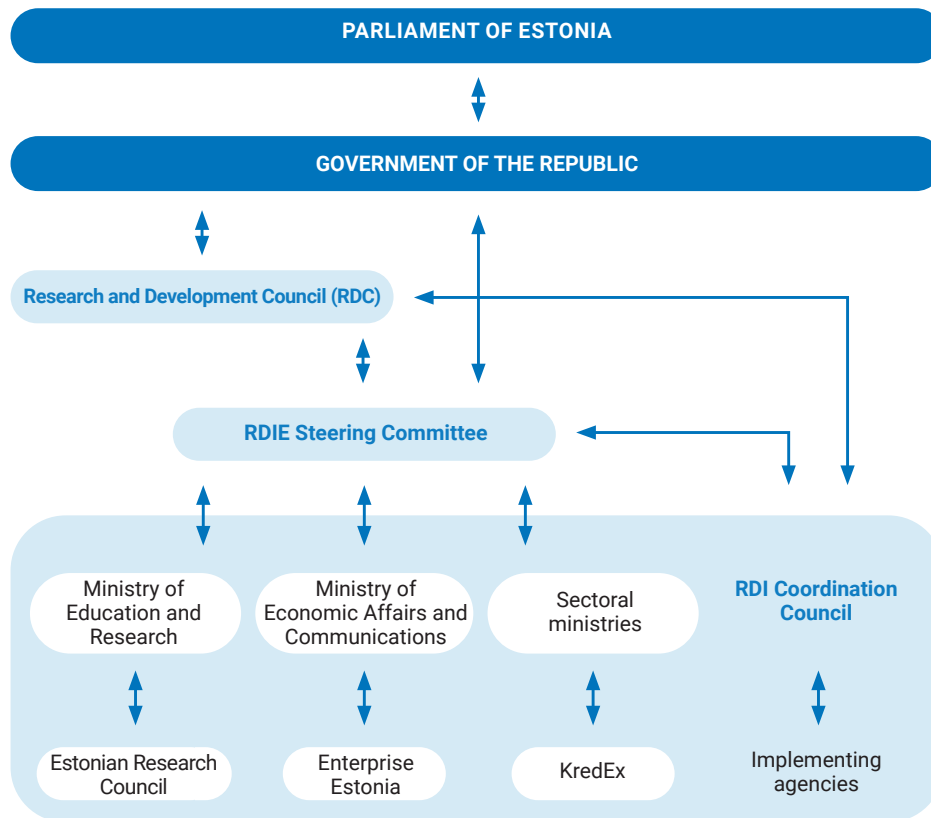 PARLIAMENT OF ESTONIA
GOVERNMENT OF THE REPUBLIC
Research and Development Council (RDC)
RDIE Steering Committee
Ministry of
Education and
Research
Ministry of
Economic Affairs and
Communications
Sectoral
ministries
RDI Coordination
Council
Estonian Research
Council
Enterprise
Estonia
KredEx
Implementing
agencies